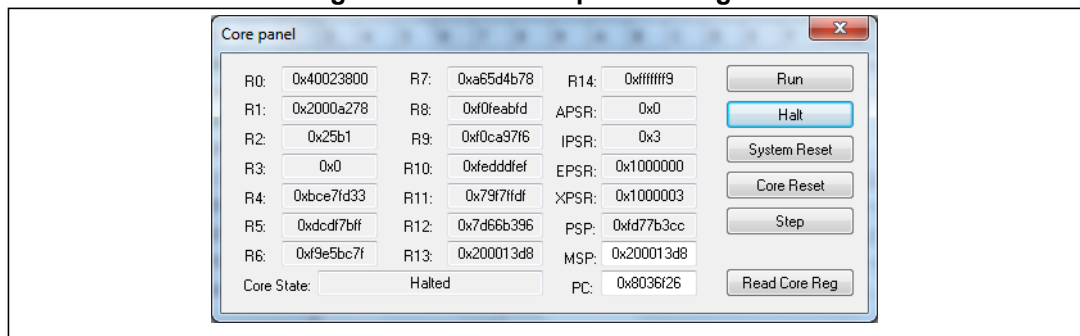 Core panel
R0: 0x40023800 R7: 0xa65d4b78 R14: 0xfffffff9 Run
R1: 0x2000a278 R8: 0xf0feabfd APSR: 0x0 Halt
R2: 0x25b1 R9: 0xf0ca97f6 IPSR: 0x3 System Reset
R3: 0x0 R10: 0xfedddfef EPSR: 0x1000000 Core Reset
R4: 0xbce7fd33 R11: 0x79f7ffdf XPSR: 0x1000003
R5: 0xdcdf7bff R12: 0x7d66b396 PSP: 0xfd77b3cc Step
R6: 0xf9e5bc7f R13: 0x200013d8 MSP: 0x200013d8
Core State: Halted PC: 0x8036f26 Read Core Reg